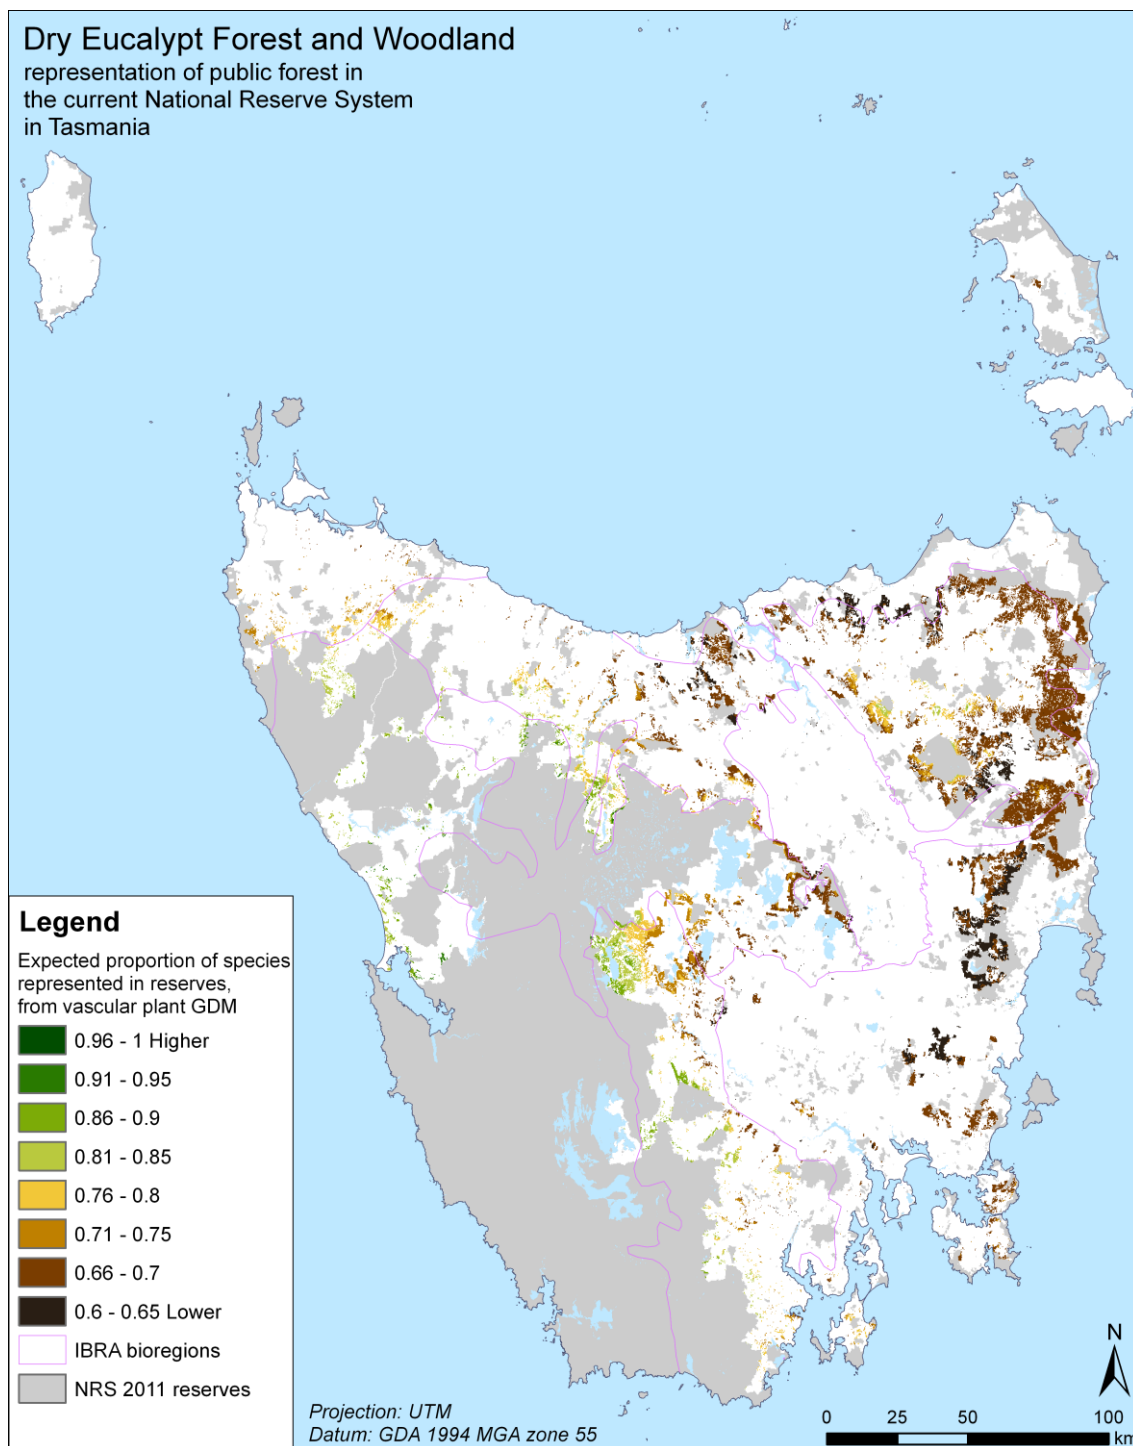 Dry Eucalypt Forest and Woodland
representation of public forest in
the current National Reserve System
in Tasmania
Legend
Expected proportion of species
represented in reserves,
from vascular plant GDM
0.96 - 1 Higher
0.91 - 0.95
0.86 - 0.9
0.81 - 0.85
0.76 - 0.8
0.71 - 0.75
0.66 - 0.7
0.6 - 0.65 Lower
IBRA bioregions
NRS 2011 reserves
Projection: UTM
Datum: GDA 1994 MGA zone 55
N
0 25 50 100
km